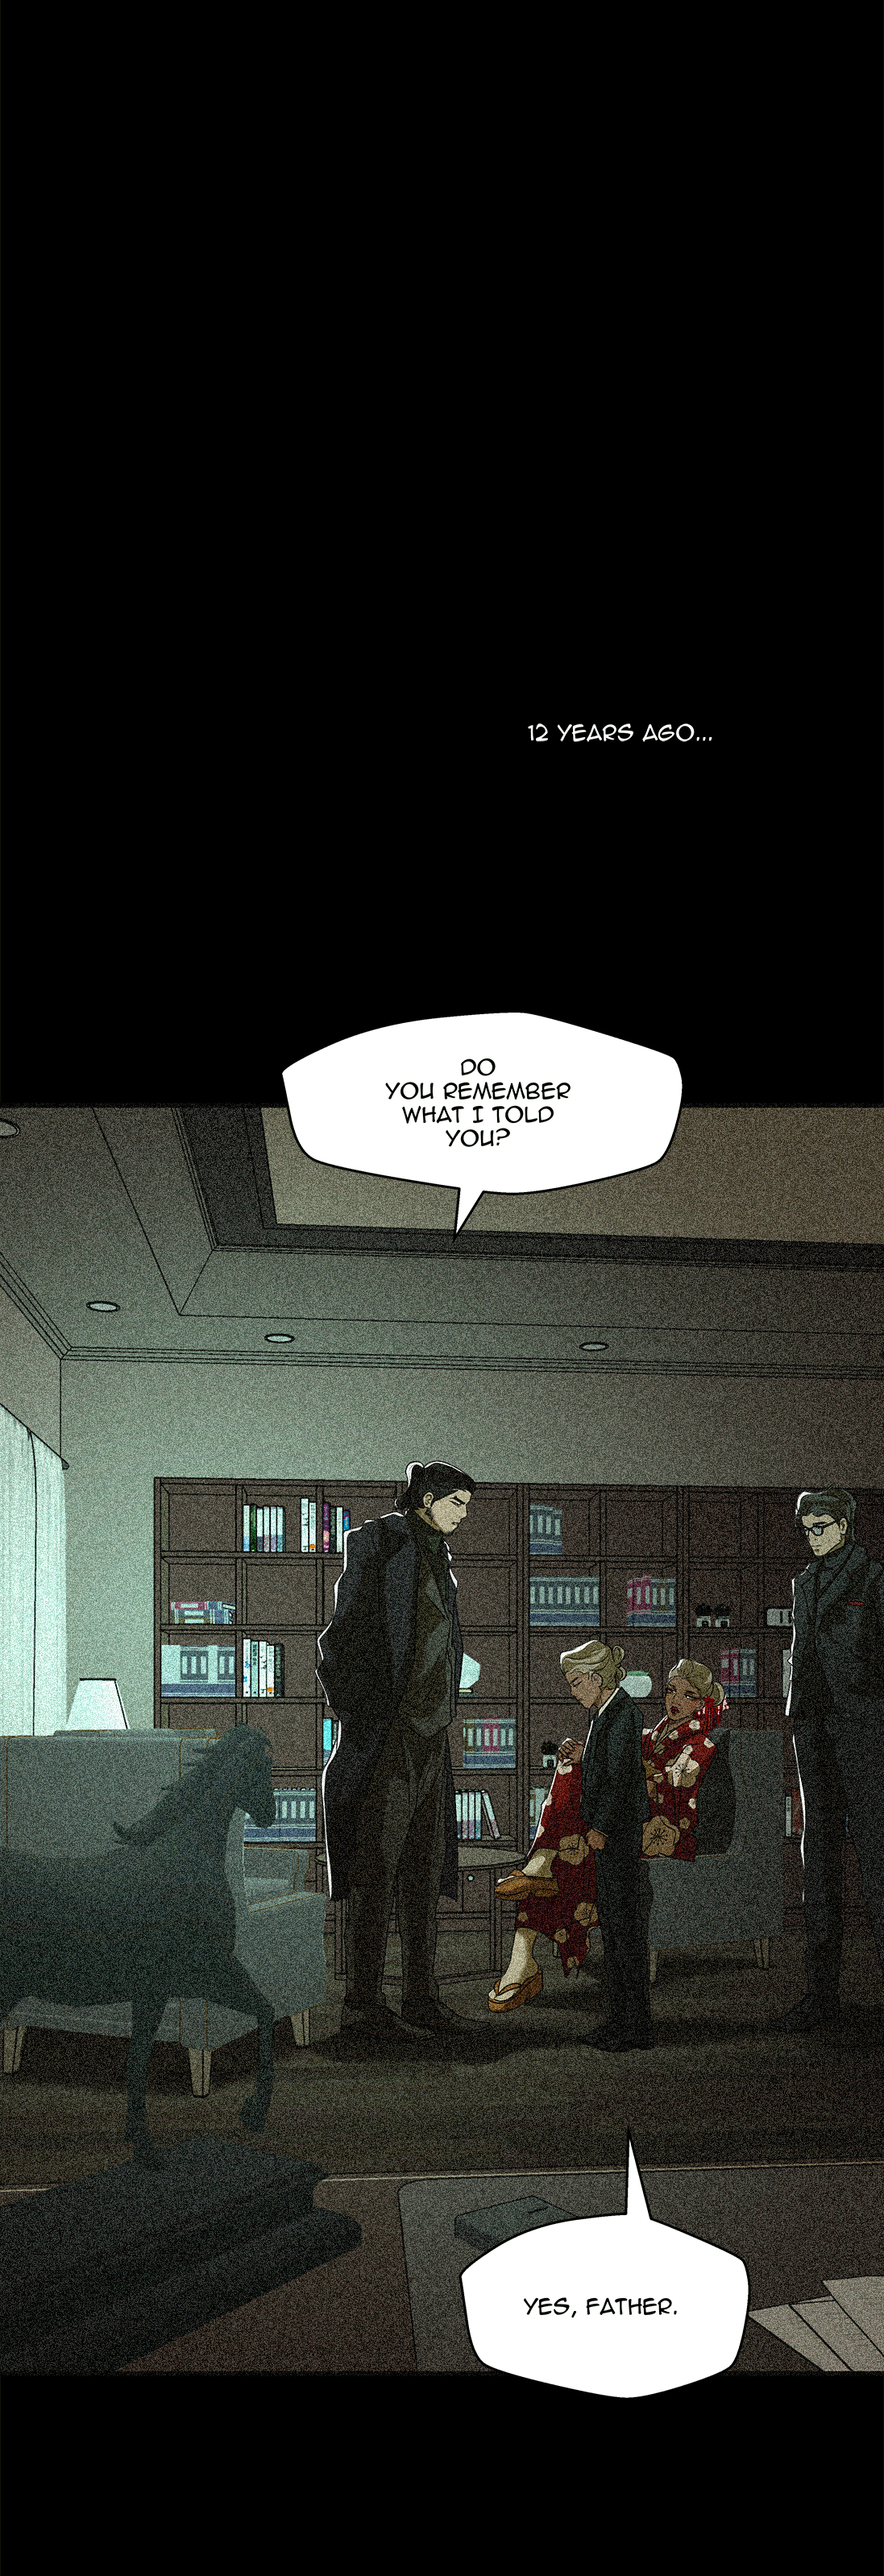 12 YEARS AGO...
DO
YOU REMEMBER
WHAT I TOLD
YOU?
YES, FATHER.